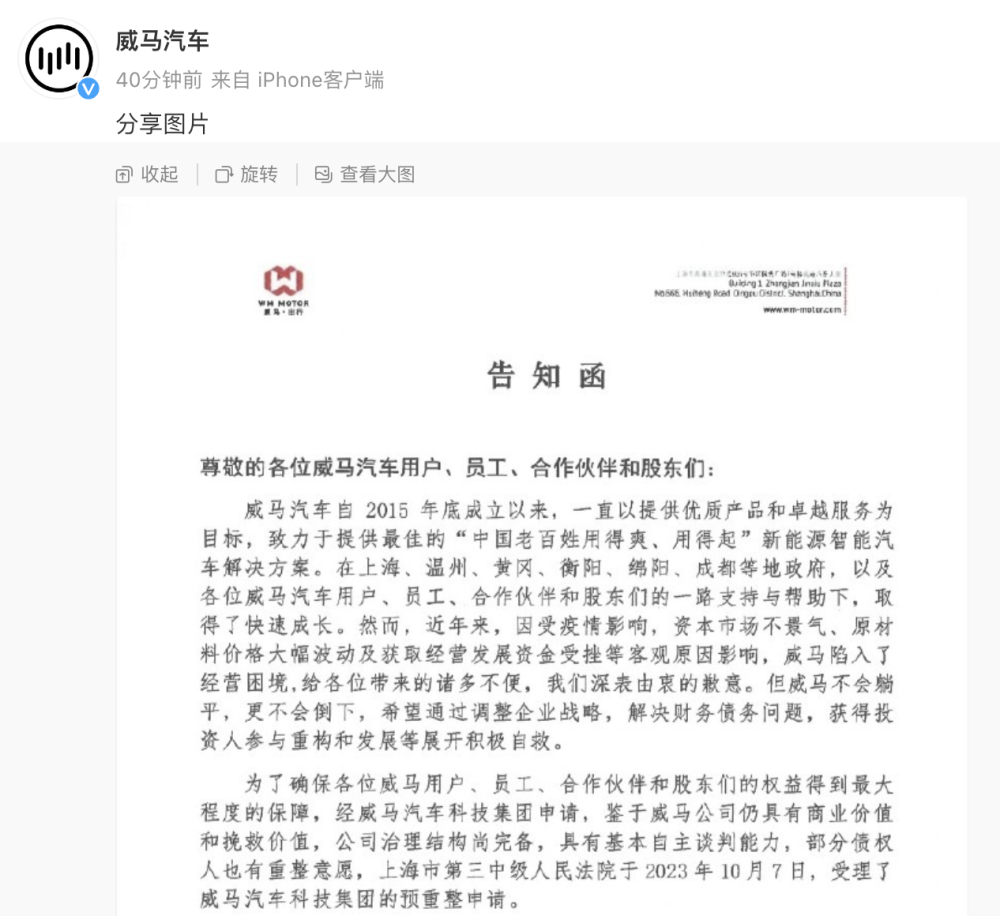 威马汽车
40分钟前 来自 iPhone客户端
分享图片
收起
旋转
查看大图
WM MOTOR
威马·出行
Building 1, Zhongjian Jinxiu Plaza
No.666, Huiheng Road Qingpu District, Shanghai,China
www.wm-motor.com
告知函
尊敬的各位威马汽车用户、员工、合作伙伴和股东们：
威马汽车自 2015 年底成立以来，一直以提供优质产品和卓越服务为
目标，致力于提供最佳的“中国老百姓用得爽、用得起”新能源智能汽
车解决方案。在上海、温州、黄冈、衡阳、绵阳、成都等地政府，以及
各位威马汽车用户、员工、合作伙伴和股东们的一路支持与帮助下，取
得了快速成长。然而，近年来，因受疫情影响，资本市场不景气、原材
料价格大幅波动及获取经营发展资金受挫等客观原因影响，威马陷入了
经营困境,给各位带来的诸多不便，我们深表由衷的歉意。但威马不会躺
平，更不会倒下，希望通过调整企业战略，解决财务债务问题，获得投
资人参与重构和发展等展开积极自救。
为了确保各位威马用户、员工、合作伙伴和股东们的权益得到最大
程度的保障，经威马汽车科技集团申请，鉴于威马公司仍具有商业价值
和挽救价值，公司治理结构尚完备，具有基本自主谈判能力，部分债权
人也有重整意愿，上海市第三中级人民法院于 2023 年 10 月 7 日，受理了
威马汽车科技集团的预重整申请。